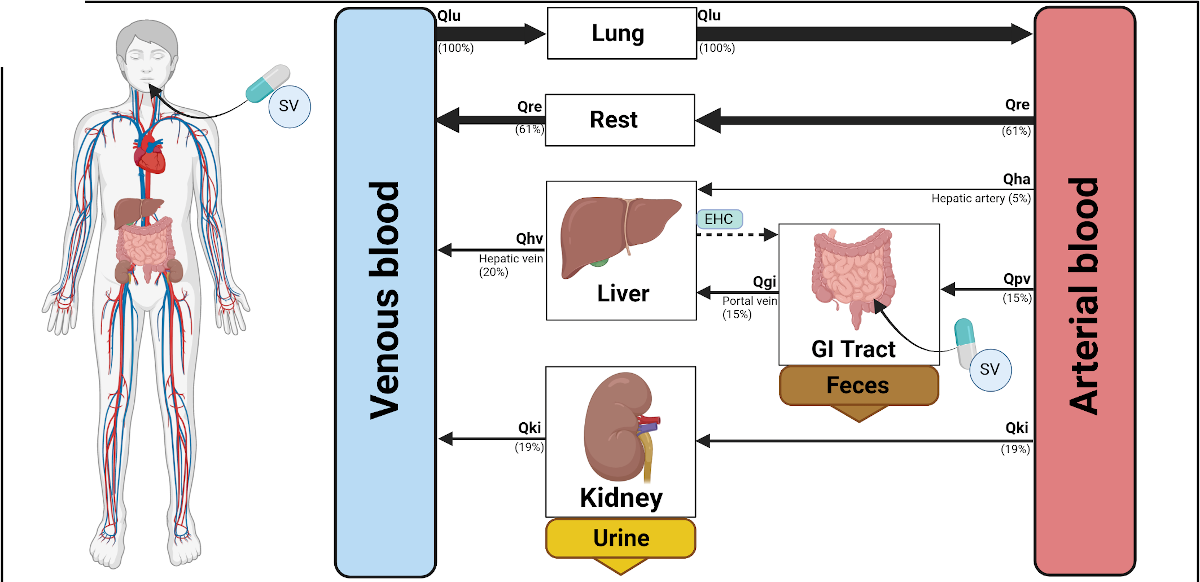 SV
Venous blood
Qlu
(100%)
Lung
Qlu
(100%)
Qre
(61%)
Rest
Qre
(61%)
Qha
Hepatic artery (5%)
EHC
Qhv
Hepatic vein
(20%)
Liver
Qgi
Portal vein
(15%)
GI Tract
Qpv
(15%)
SV
Feces
Qki
(19%)
Kidney
Qki
(19%)
Urine
Arterial blood